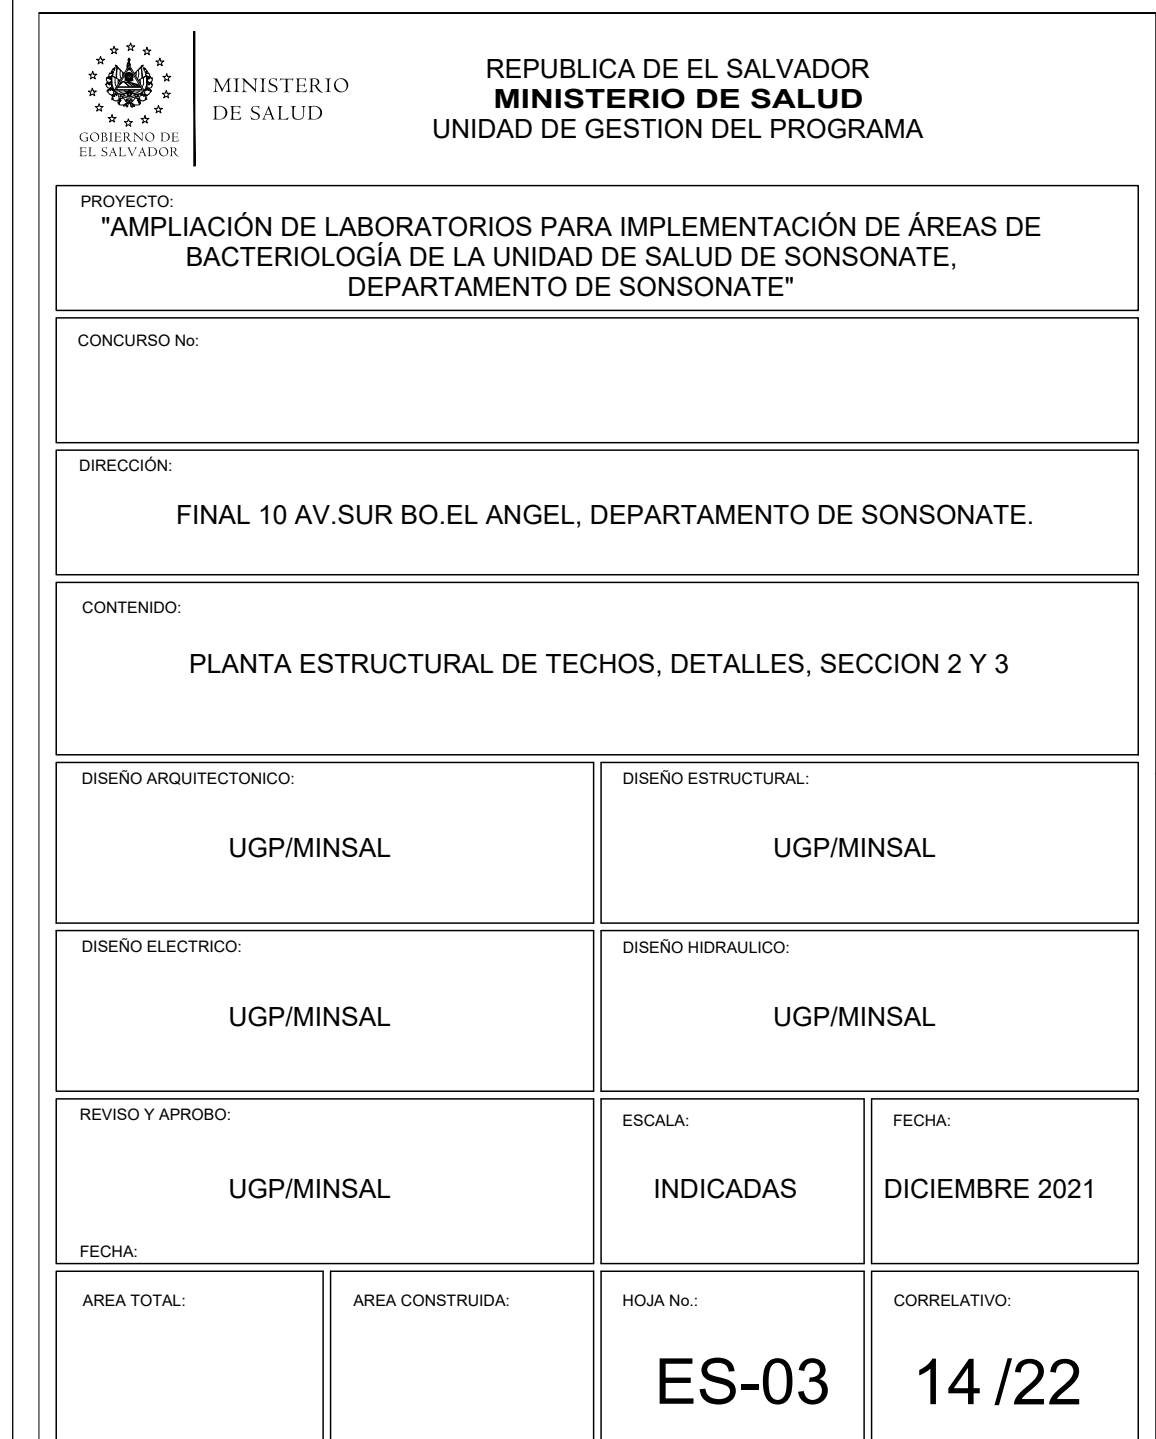 GOBIERNO DE
EL SALVADOR
MINISTERIO
DE SALUD
REPUBLICA DE EL SALVADOR
MINISTERIO DE SALUD
UNIDAD DE GESTION DEL PROGRAMA
PROYECTO:
"AMPLIACIÓN DE LABORATORIOS PARA IMPLEMENTACIÓN DE ÁREAS DE
BACTERIOLOGÍA DE LA UNIDAD DE SALUD DE SONSONATE,
DEPARTAMENTO DE SONSONATE"
CONCURSO No:
DIRECCIÓN:
FINAL 10 AV.SUR BO.EL ANGEL, DEPARTAMENTO DE SONSONATE.
CONTENIDO:
PLANTA ESTRUCTURAL DE TECHOS, DETALLES, SECCION 2 Y 3
DISEÑO ARQUITECTONICO:
UGP/MINSAL
DISEÑO ESTRUCTURAL:
UGP/MINSAL
DISEÑO ELECTRICO:
UGP/MINSAL
DISEÑO HIDRAULICO:
UGP/MINSAL
REVISO Y APROBO:
UGP/MINSAL
FECHA:
ESCALA:
INDICADAS
FECHA:
DICIEMBRE 2021
AREA TOTAL:
AREA CONSTRUIDA:
HOJA No.:
ES-03
CORRELATIVO:
14 /22